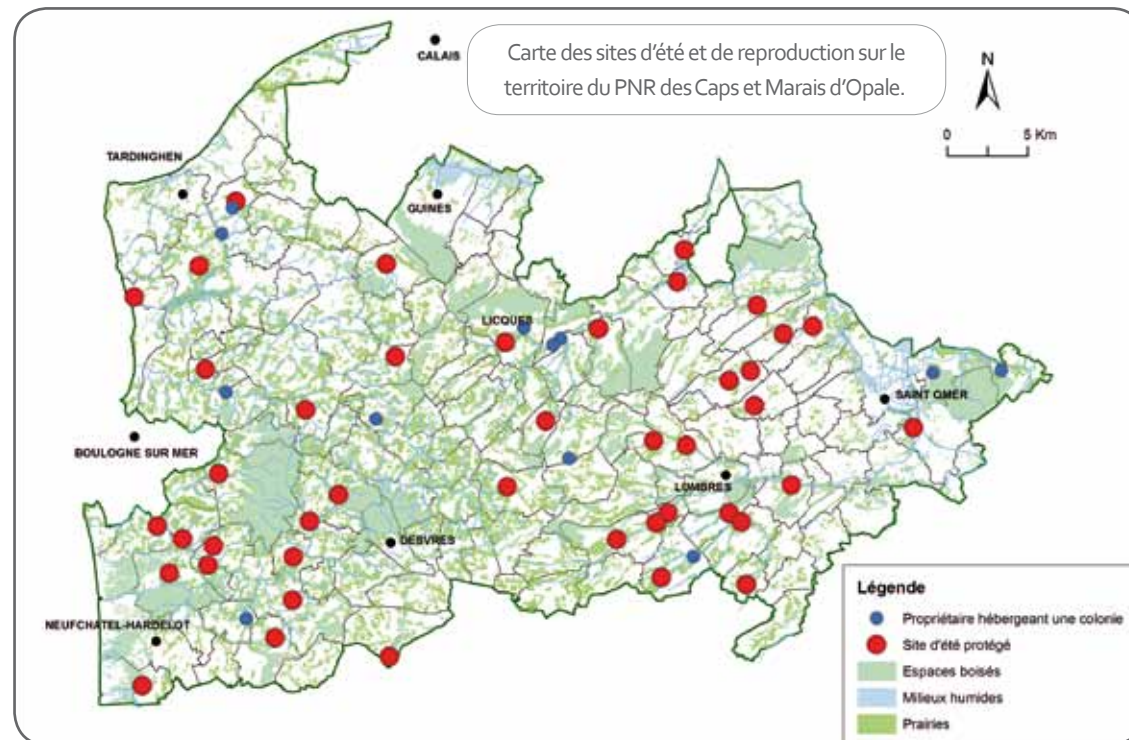 CALAIS
Carte des sites d'été et de reproduction sur le
territoire du PNR des Caps et Marais d'Opale.
N
0 5 Km
TARDINGHEN
GUINES
LICQUES
SAINT OMER
BOULOGNE SUR MER
LUMBRES
DESVRES
NEUFCHATEL-HARDELOT
Légende
Propriétaire hébergeant une colonie
Site d'été protégé
Espaces boisés
Milieux humides
Prairies